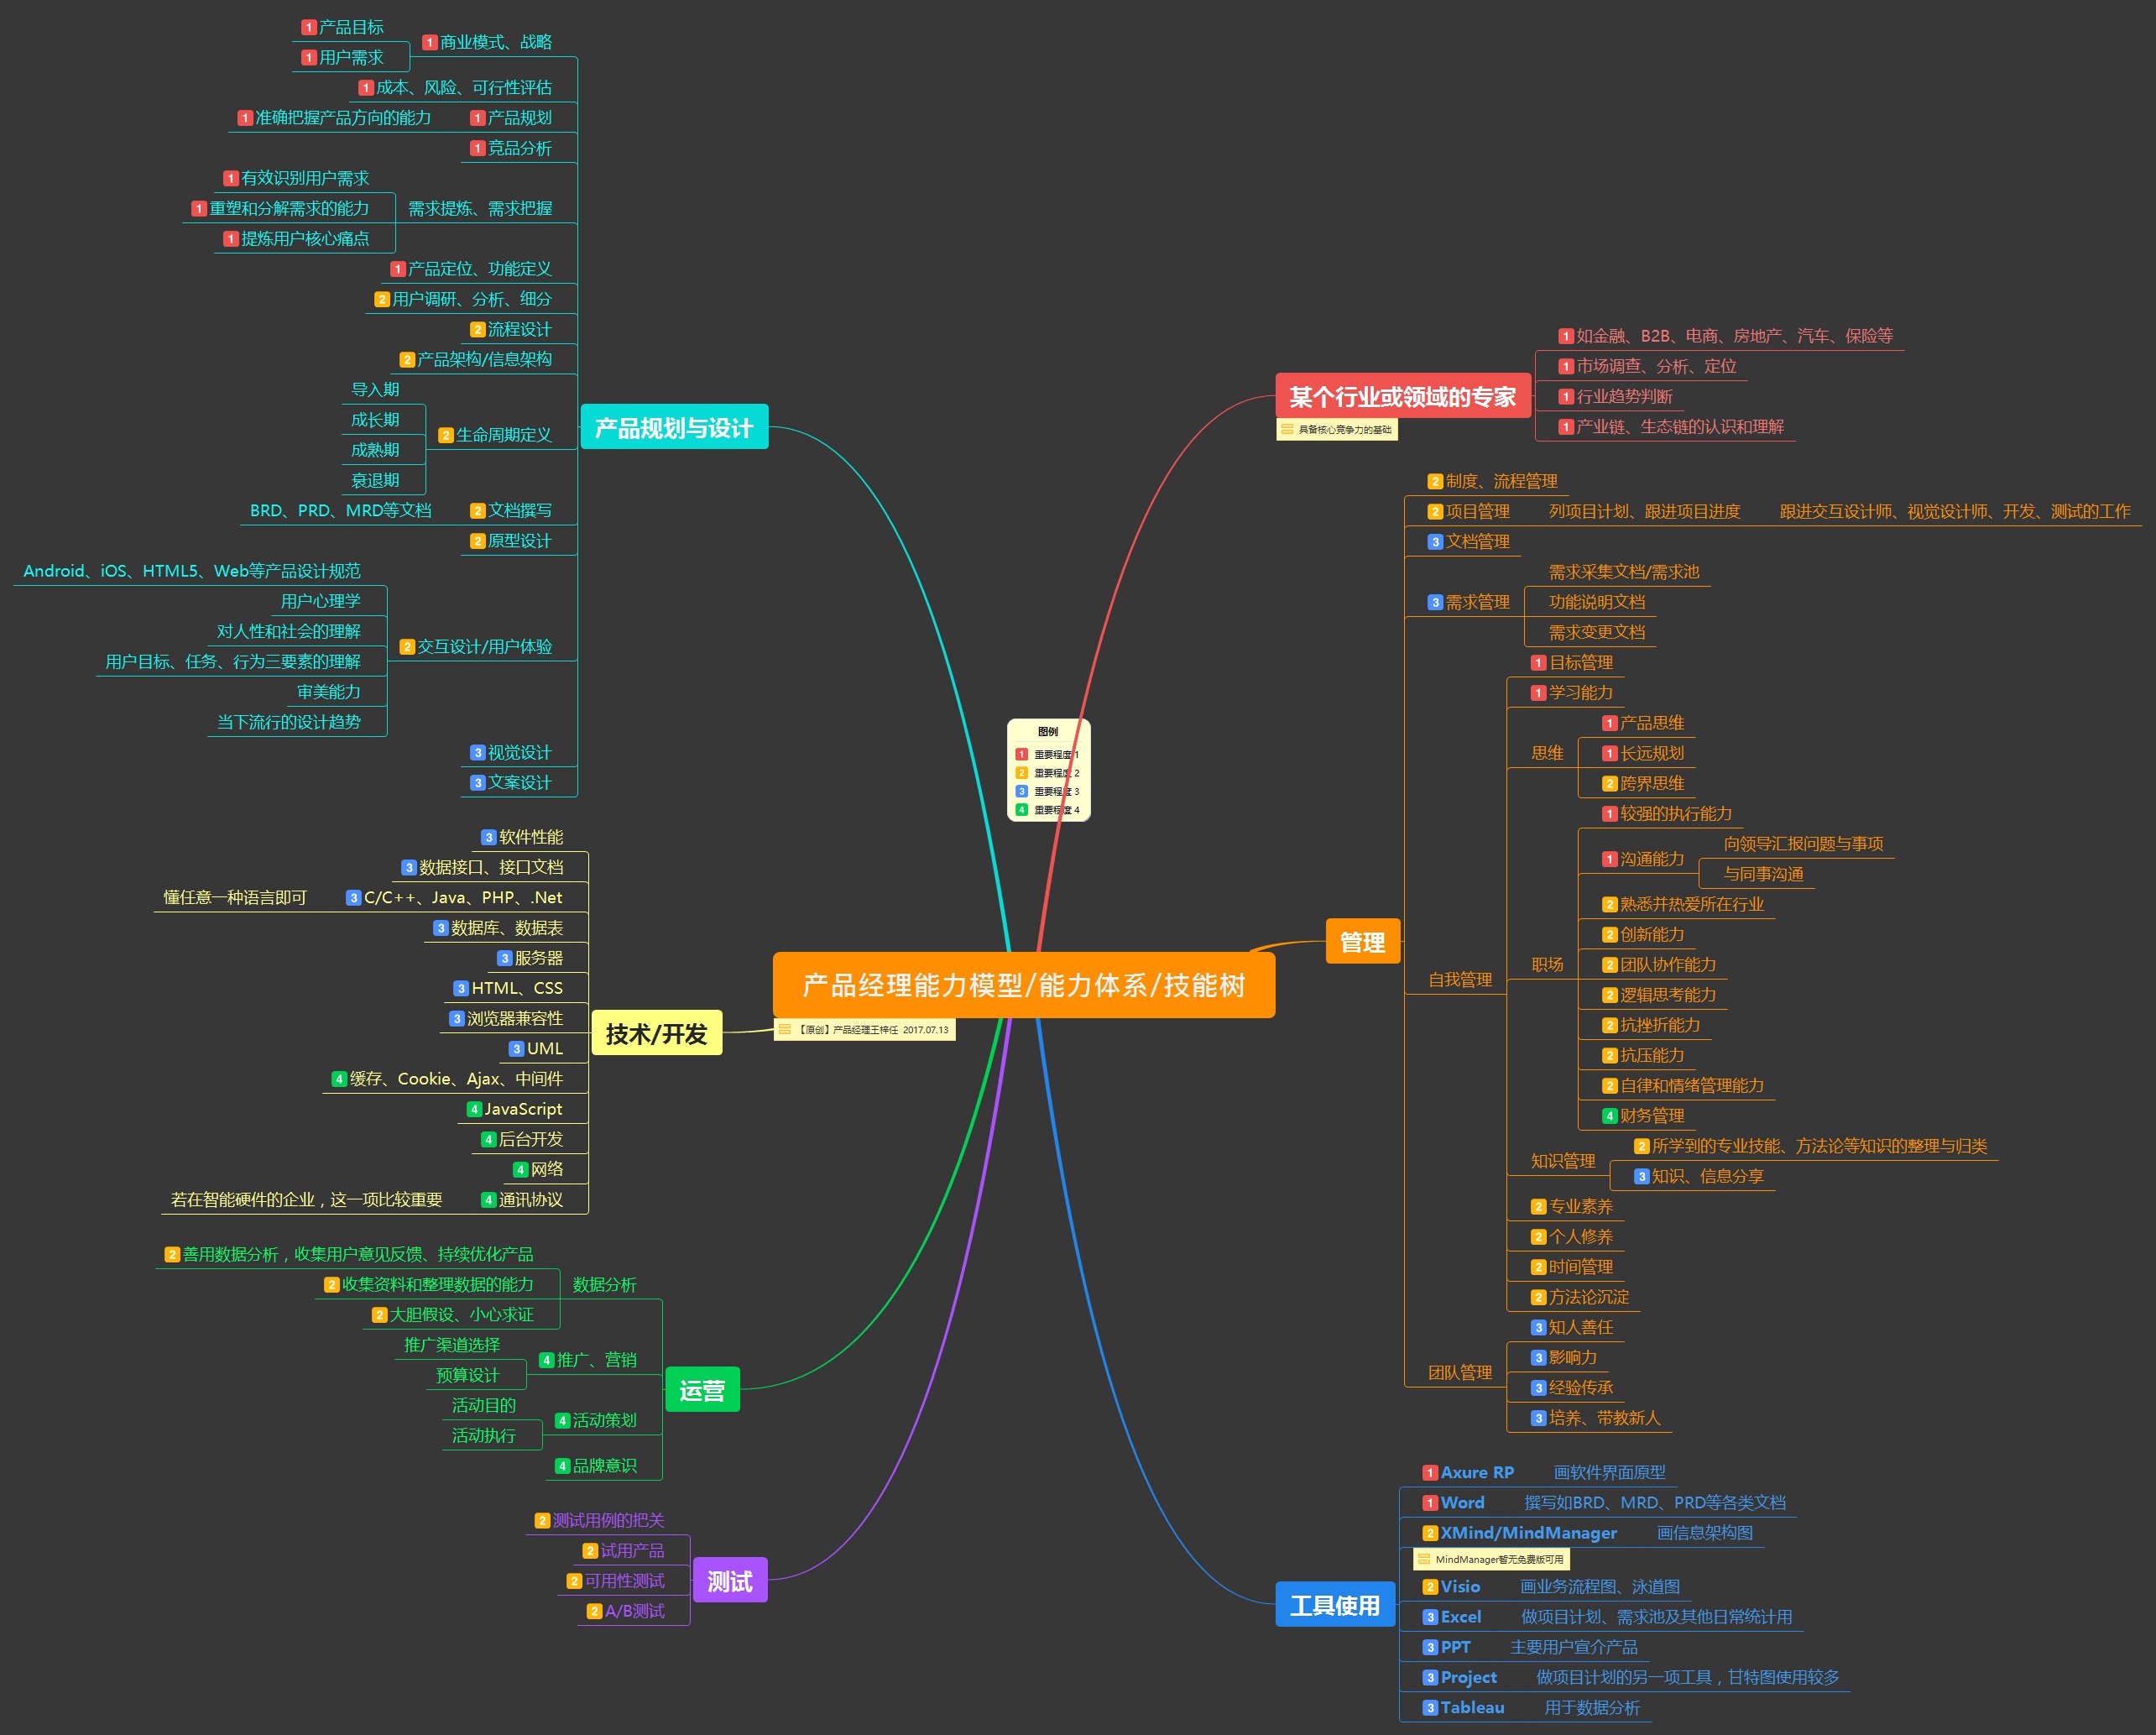 产品经理能力模型/能力体系/技能树
【原创】产品经理王梓任 2017.07.13
图例
1 重要程度 1
2 重要程度 2
3 重要程度 3
4 重要程度 4
某个行业或领域的专家
具备核心竞争力的基础
1 如金融、B2B、电商、房地产、汽车、保险等
1 市场调查、分析、定位
1 行业趋势判断
1 产业链、生态链的认识和理解
管理
2 制度、流程管理
2 项目管理 列项目计划、跟进项目进度 跟进交互设计师、视觉设计师、开发、测试的工作
3 文档管理
3 需求管理
需求采集文档/需求池
功能说明文档
需求变更文档
自我管理
1 目标管理
1 学习能力
思维
1 产品思维
1 长远规划
2 跨界思维
职场
1 较强的执行能力
1 沟通能力
向领导汇报问题与事项
与同事沟通
2 熟悉并热爱所在行业
2 创新能力
2 团队协作能力
2 逻辑思考能力
2 抗挫折能力
2 抗压能力
2 自律和情绪管理能力
4 财务管理
知识管理
2 所学到的专业技能、方法论等知识的整理与归类
3 知识、信息分享
2 专业素养
2 个人修养
2 时间管理
2 方法论沉淀
团队管理
3 知人善任
3 影响力
3 经验传承
3 培养、带教新人
工具使用
1 Axure RP 画软件界面原型
1 Word 撰写如BRD、MRD、PRD等各类文档
2 XMind/MindManager 画信息架构图
MindManager暂无免费版可用
2 Visio 画业务流程图、泳道图
3 Excel 做项目计划、需求池及其他日常统计用
3 PPT 主要用户宣介产品
3 Project 做项目计划的另一项工具，甘特图使用较多
3 Tableau 用于数据分析
产品规划与设计
1 商业模式、战略
1 产品目标
1 用户需求
1 成本、风险、可行性评估
1 产品规划
1 准确把握产品方向的能力
1 竞品分析
需求提炼、需求把握
1 有效识别用户需求
1 重塑和分解需求的能力
1 提炼用户核心痛点
1 产品定位、功能定义
2 用户调研、分析、细分
2 流程设计
2 产品架构/信息架构
2 生命周期定义
导入期
成长期
成熟期
衰退期
2 文档撰写
BRD、PRD、MRD等文档
2 原型设计
2 交互设计/用户体验
Android、iOS、HTML5、Web等产品设计规范
用户心理学
对人性和社会的理解
用户目标、任务、行为三要素的理解
审美能力
当下流行的设计趋势
3 视觉设计
3 文案设计
技术/开发
3 软件性能
3 数据接口、接口文档
3 C/C++、Java、PHP、.Net
懂任意一种语言即可
3 数据库、数据表
3 服务器
3 HTML、CSS
3 浏览器兼容性
3 UML
4 缓存、Cookie、Ajax、中间件
4 JavaScript
4 后台开发
4 网络
4 通讯协议
若在智能硬件的企业，这一项比较重要
运营
数据分析
2 善用数据分析，收集用户意见反馈、持续优化产品
2 收集资料和整理数据的能力
2 大胆假设、小心求证
4 推广、营销
推广渠道选择
预算设计
4 活动策划
活动目的
活动执行
4 品牌意识
测试
2 测试用例的把关
2 试用产品
2 可用性测试
2 A/B测试